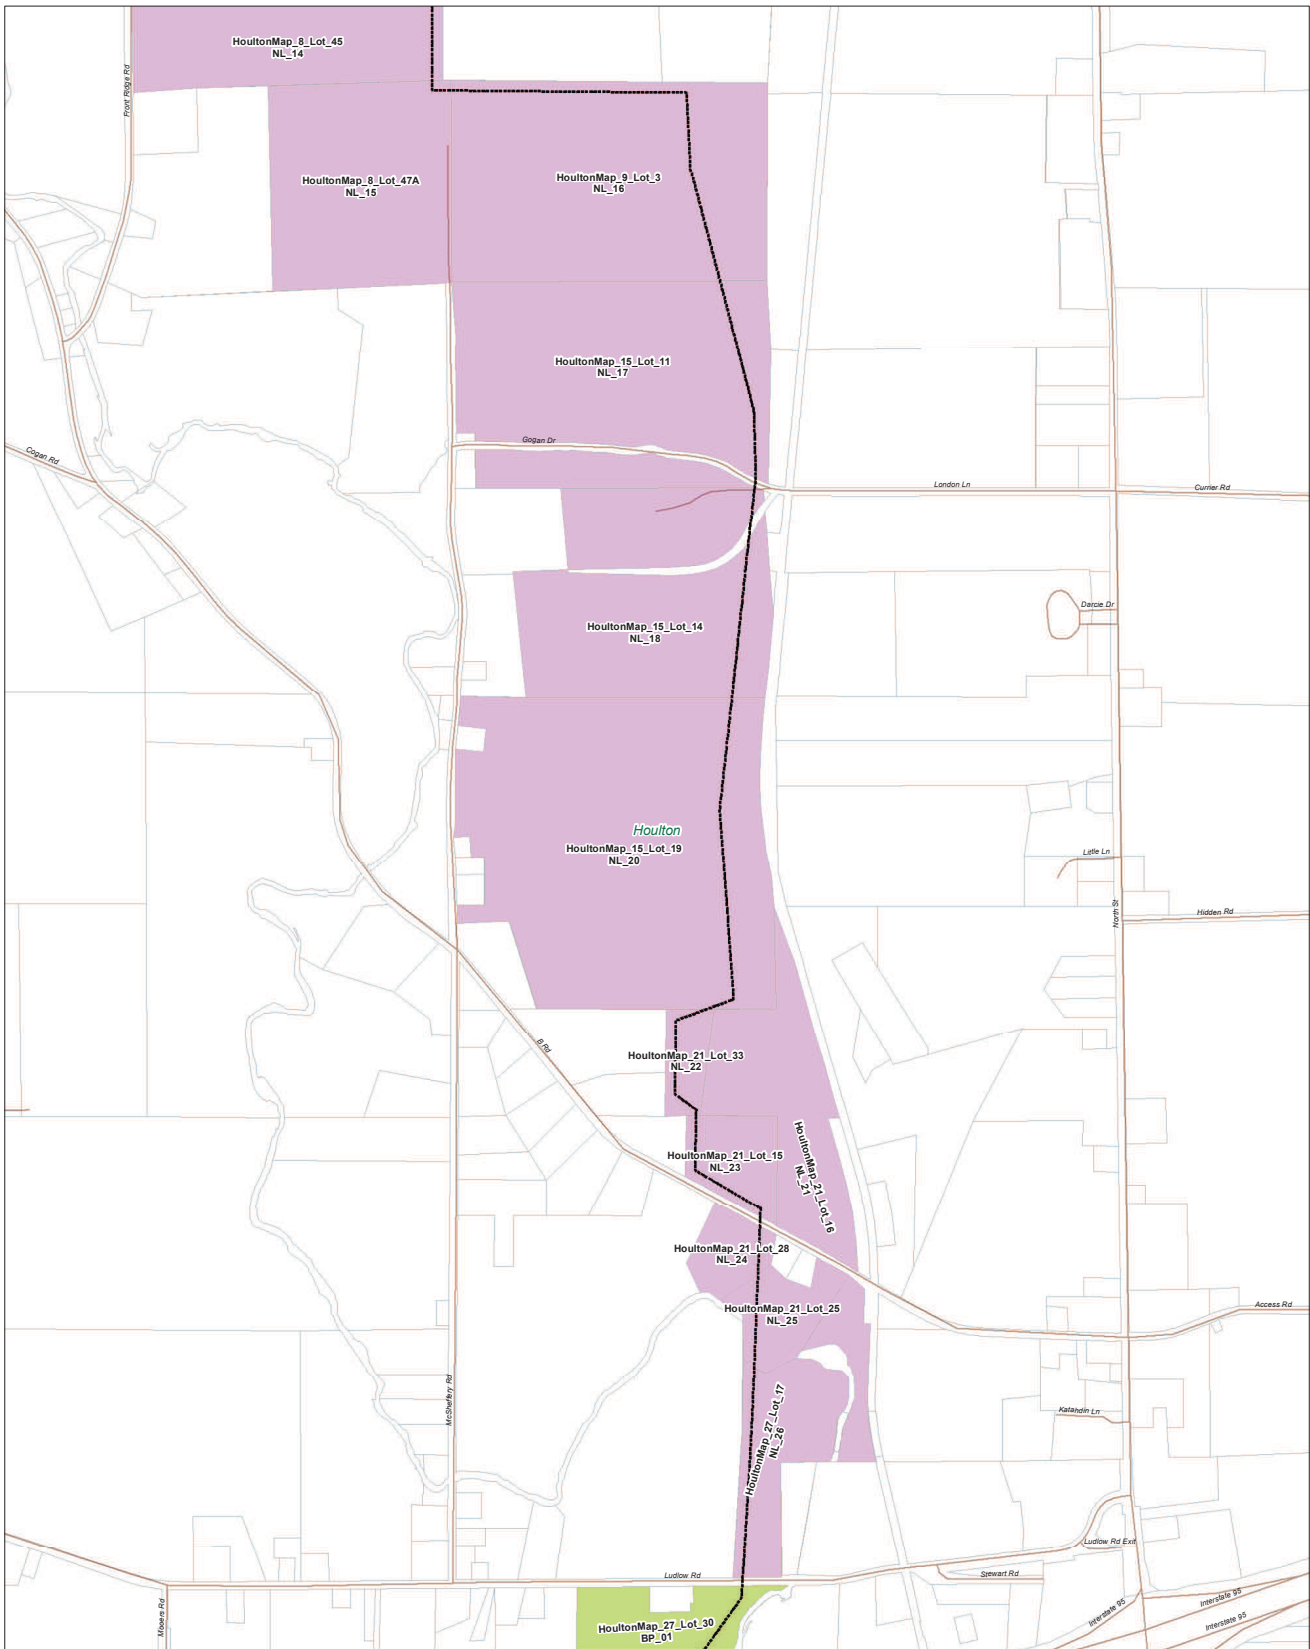 HoultonMap_8_Lot_45
NL_14
Front Ridge Rd
HoultonMap_8_Lot_47A
NL_15
HoultonMap_9_Lot_3
NL_16
HoultonMap_15_Lot_11
NL_17
Gogan Dr
Cogan Rd
London Ln
Currier Rd
Darcie Dr
HoultonMap_15_Lot_14
NL_18
Houlton
HoultonMap_15_Lot_19
NL_20
Little Ln
North St
Hidden Rd
B Rd
HoultonMap_21_Lot_33
NL_22
HoultonMap_21_Lot_15
NL_23
HoultonMap_21_Lot_16
NL_21
HoultonMap_21_Lot_28
NL_24
HoultonMap_21_Lot_25
NL_25
Access Rd
McSheffery Rd
HoultonMap_27_Lot_17
NL_26
Katahdin Ln
Ludlow Rd Exit
Ludlow Rd
Stewart Rd
Mooers Rd
Interstate 95
Interstate 95
Interstate 95
HoultonMap_27_Lot_30
BP_01